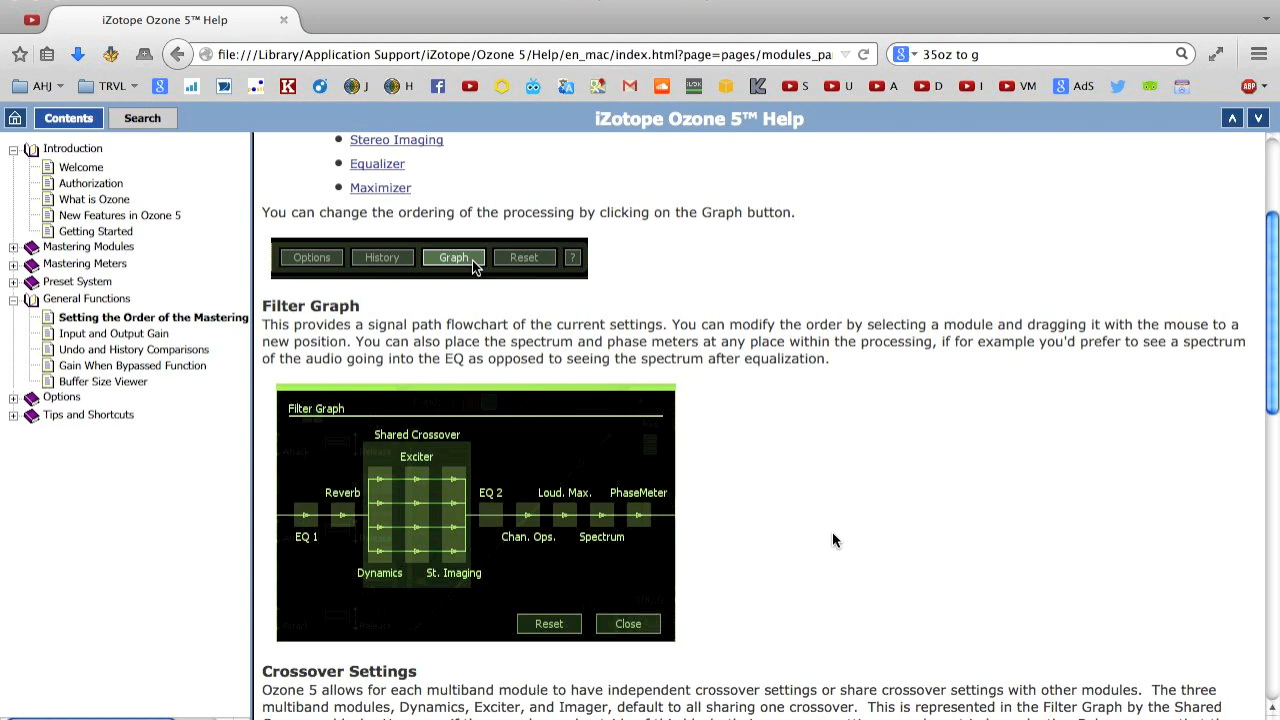 iZotope Ozone 5™ Help
file:///Library/Application Support/iZotope/Ozone 5/Help/en_mac/index.html?page=pages/modules_pa
35oz to g
AHJ
TRVL
J
H
S
U
A
D
I
VM
AdS
ABP
Contents
Search
iZotope Ozone 5™ Help
Introduction
Welcome
Authorization
What is Ozone
New Features in Ozone 5
Getting Started
Mastering Modules
Mastering Meters
Preset System
General Functions
Setting the Order of the Mastering
Input and Output Gain
Undo and History Comparisons
Gain When Bypassed Function
Buffer Size Viewer
Options
Tips and Shortcuts
Stereo Imaging
Equalizer
Maximizer
You can change the ordering of the processing by clicking on the Graph button.
Options
History
Graph
Reset
?
Filter Graph
This provides a signal path flowchart of the current settings. You can modify the order by selecting a module and dragging it with the mouse to a
new position. You can also place the spectrum and phase meters at any place within the processing, if for example you'd prefer to see a spectrum
of the audio going into the EQ as opposed to seeing the spectrum after equalization.
Filter Graph
Shared Crossover
Exciter
Reverb
EQ 2
Loud. Max.
PhaseMeter
EQ 1
Chan. Ops.
Spectrum
Dynamics
St. Imaging
Reset
Close
Crossover Settings
Ozone 5 allows for each multiband module to have independent crossover settings or share crossover settings with other modules. The three
multiband modules, Dynamics, Exciter, and Imager, default to all sharing one crossover. This is represented in the Filter Graph by the Shared